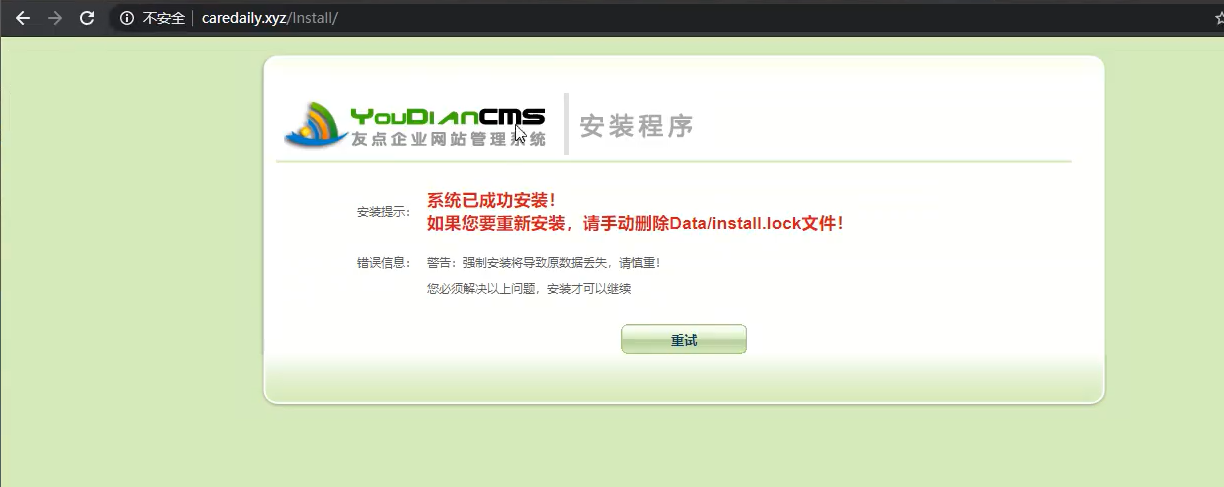 不安全 caredaily.xyz/Install/
YouDianCMS
友点企业网站管理系统
安装程序
安装提示：
系统已成功安装！
如果您要重新安装，请手动删除Data/install.lock文件！
错误信息：
警告：强制安装将导致原数据丢失，请慎重！
您必须解决以上问题，安装才可以继续
重试